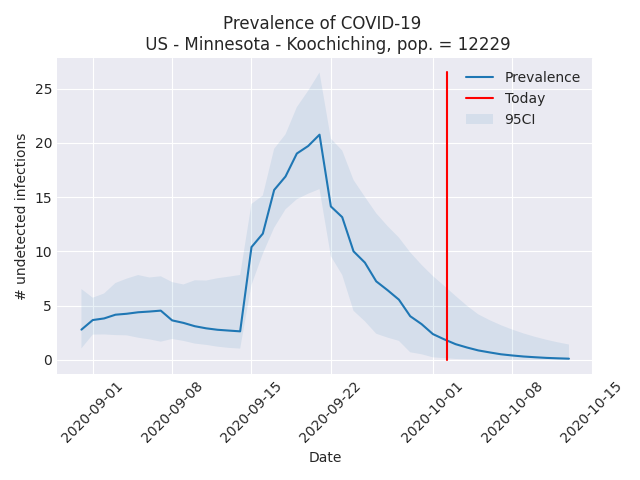 Prevalence of COVID-19
US - Minnesota - Koochiching, pop. = 12229
Prevalence
Today
95CI
# undetected infections
25
20
15
10
5
0
2020-09-01
2020-09-08
2020-09-15
2020-09-22
2020-10-01
2020-10-08
2020-10-15
Date